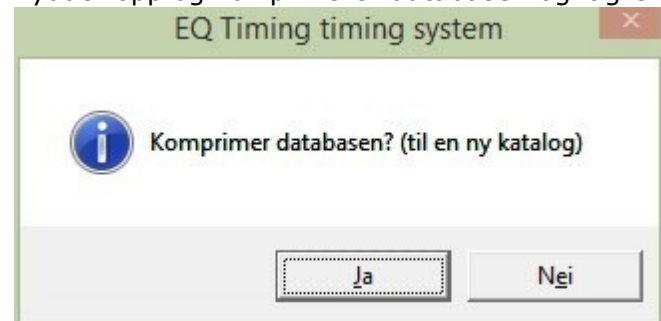 EQ Timing timing system
Komprimer databasen? (til en ny katalog)
Ja
Nei